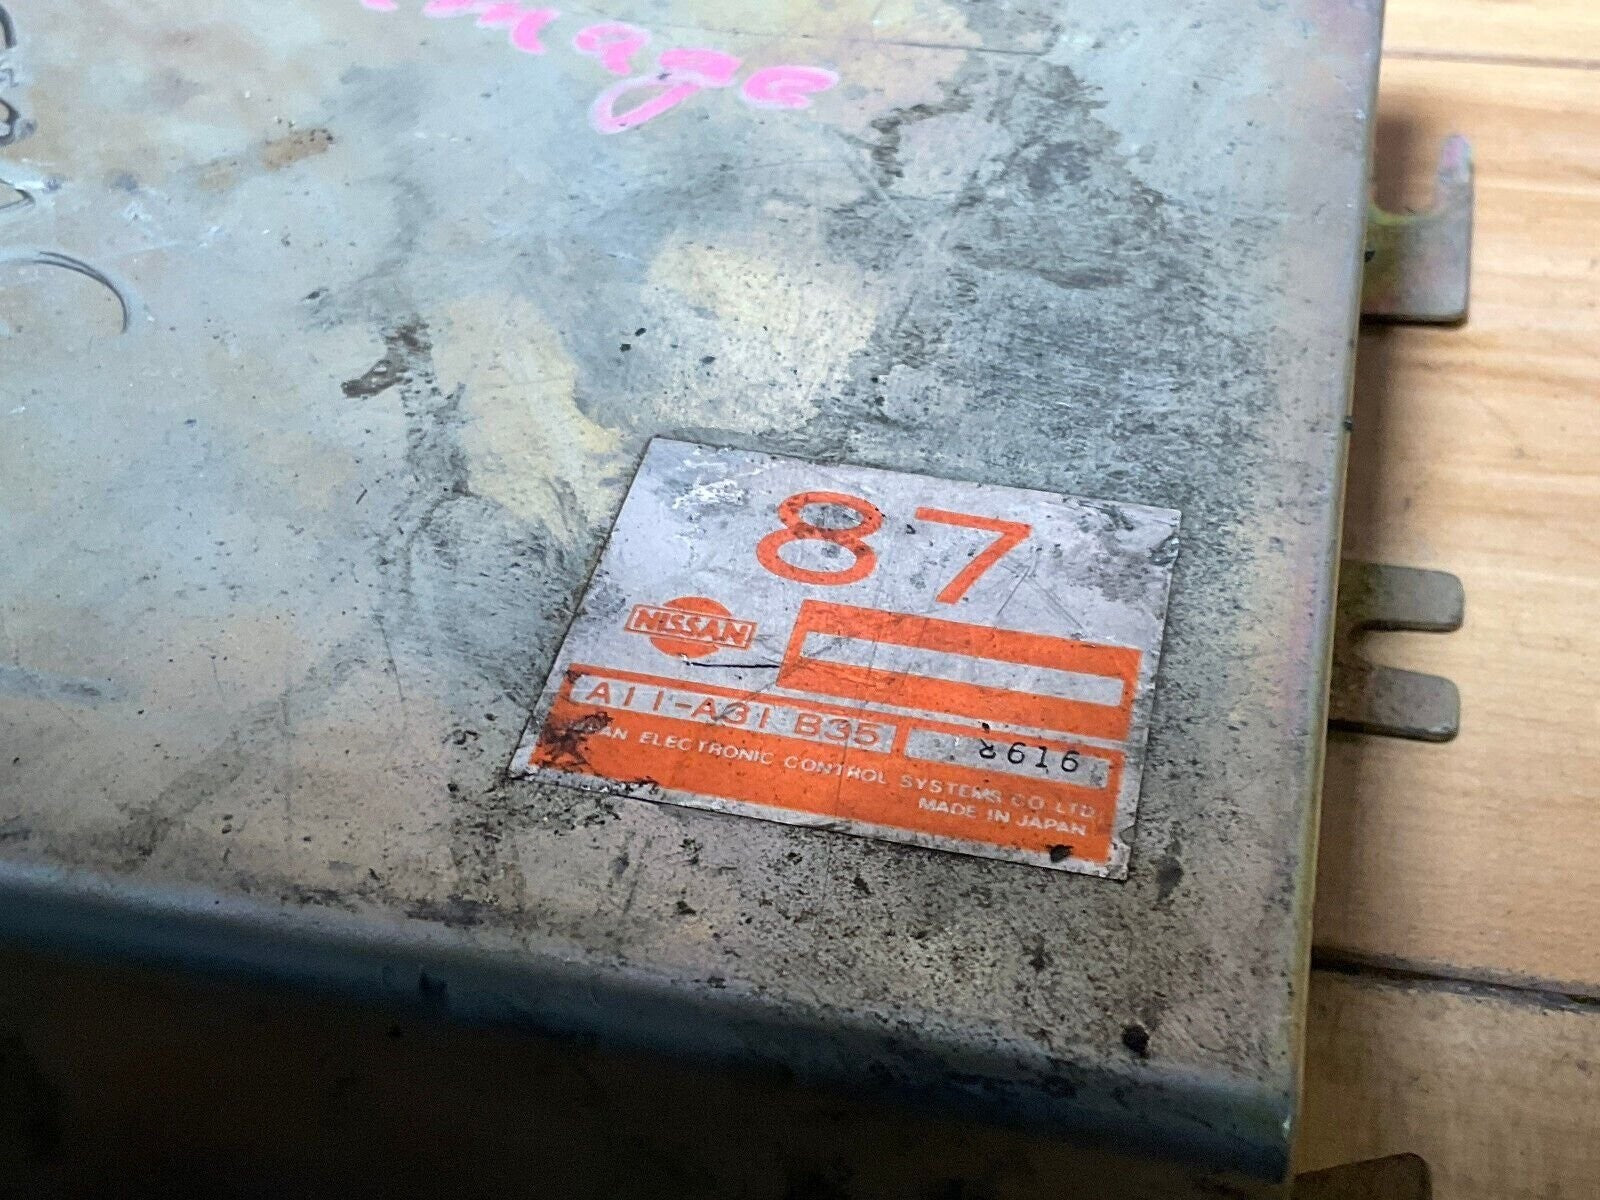 87
NISSAN
A11-A31 B35 8616
ELECTRONIC CONTROL SYSTEMS CO.LTD.
MADE IN JAPAN